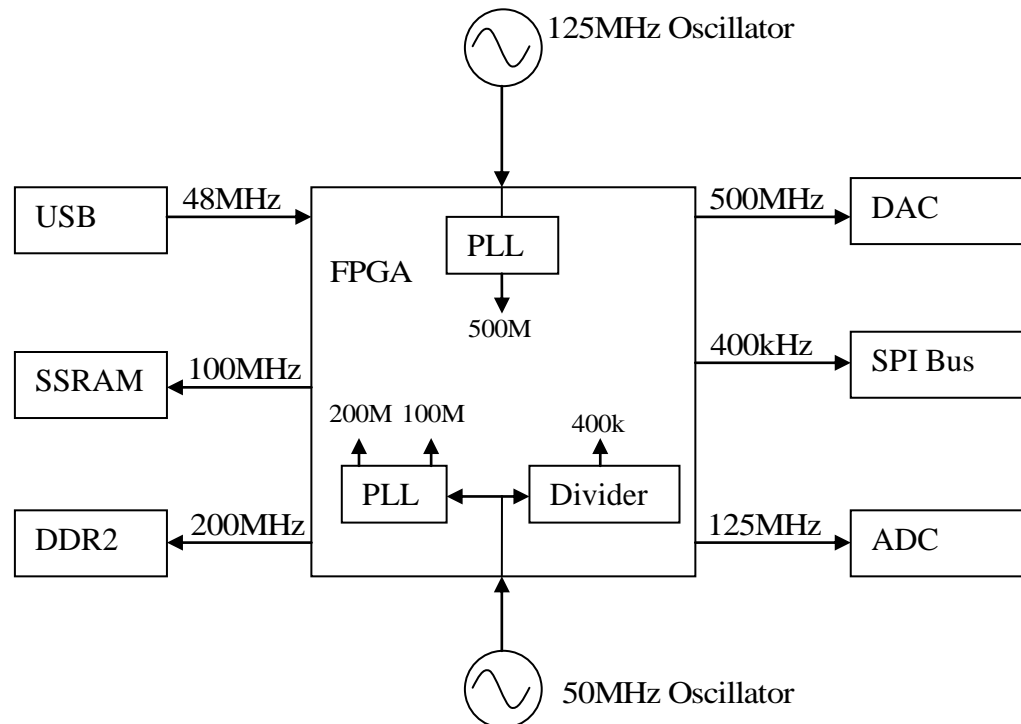 125MHz Oscillator
USB
48MHz
500MHz
DAC
PLL
FPGA
500M
SSRAM
100MHz
400kHz
SPI Bus
200M
100M
400k
PLL
Divider
DDR2
200MHz
125MHz
ADC
50MHz Oscillator